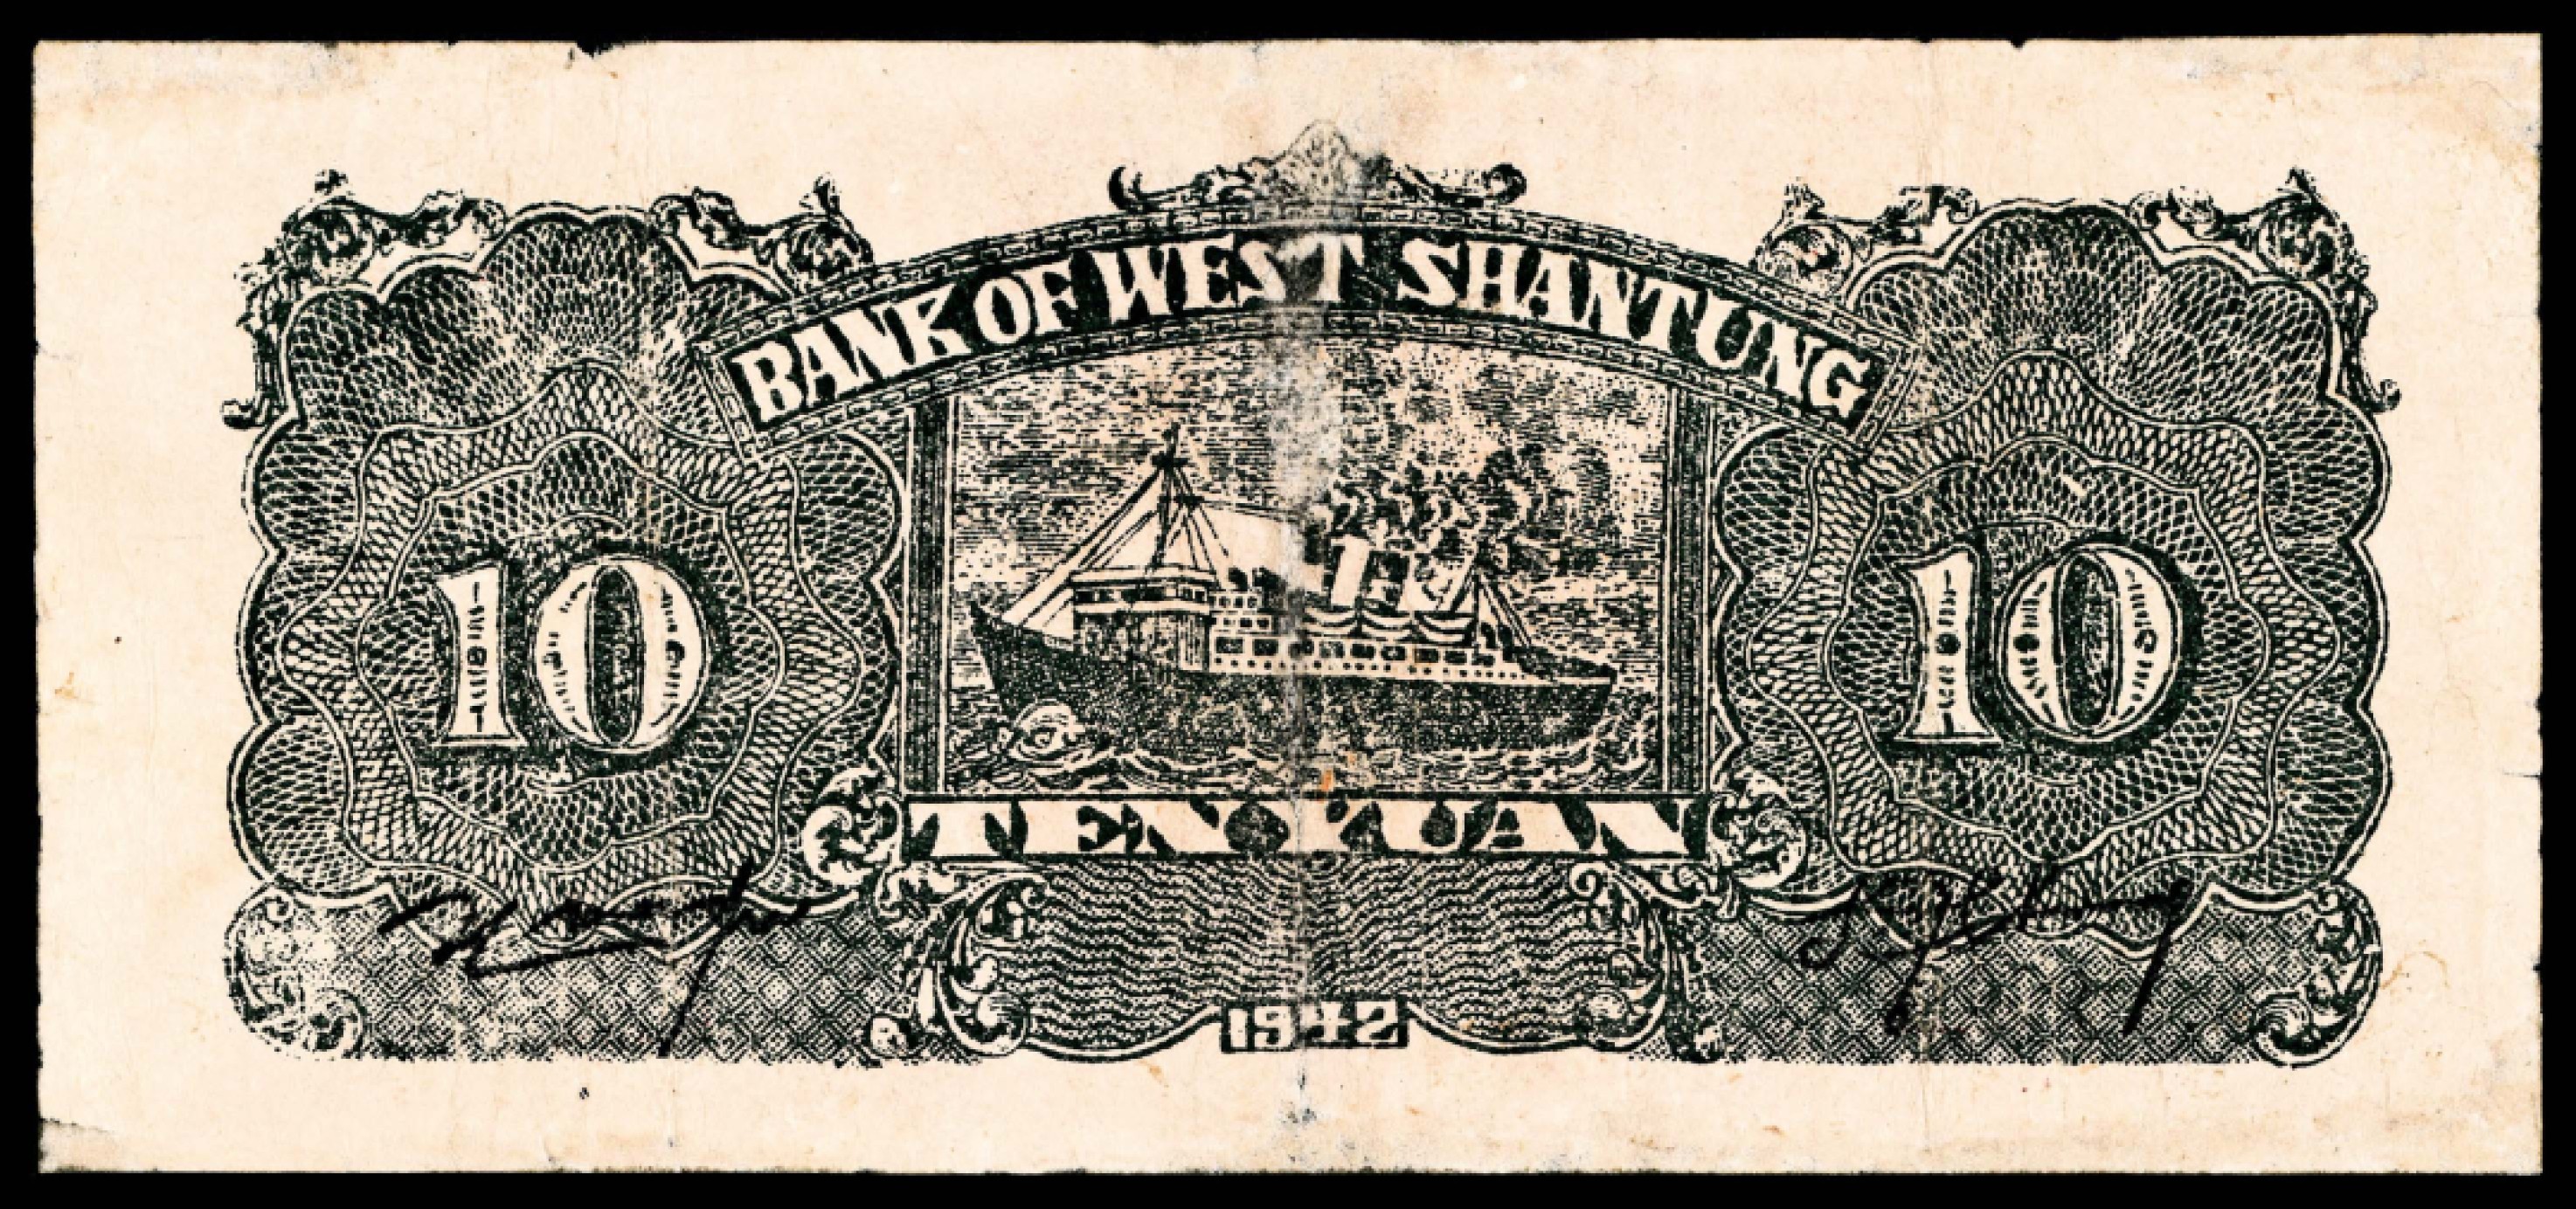 BANK OF WEST SHANTUNG
10
10
TEN YUAN
1942